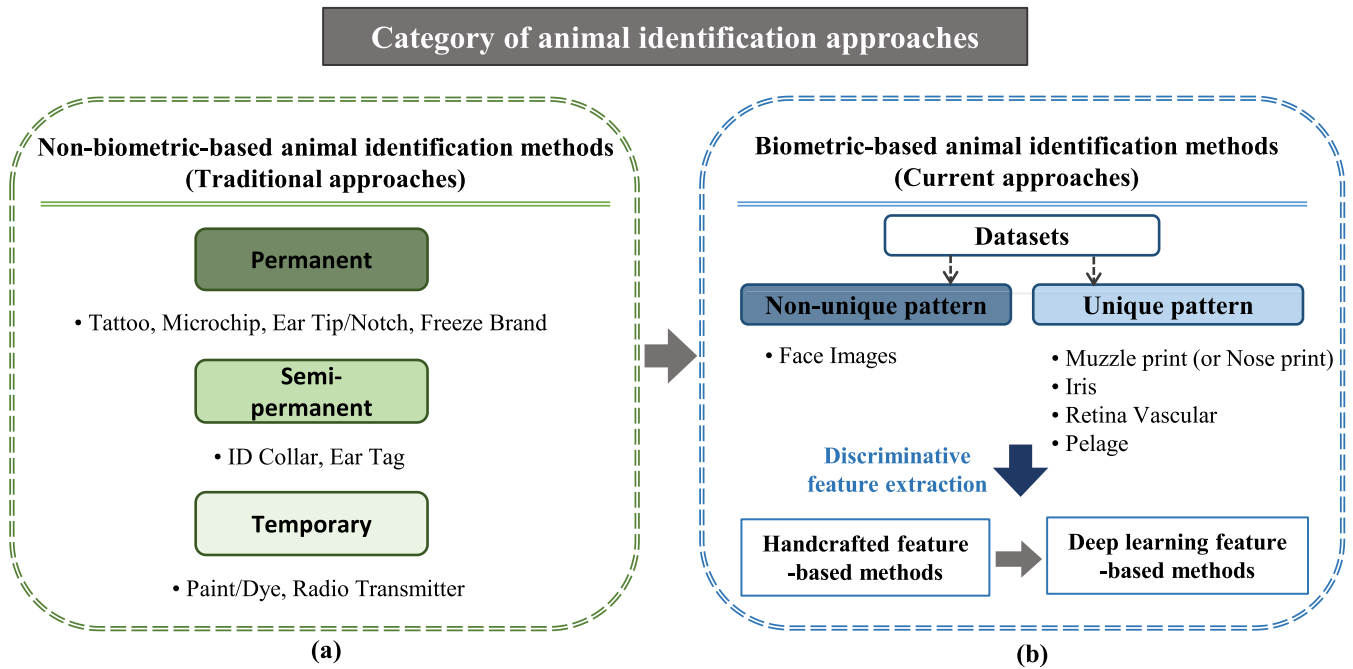 Category of animal identification approaches
Non-biometric-based animal identification methods
(Traditional approaches)
Permanent
• Tattoo, Microchip, Ear Tip/Notch, Freeze Brand
Semi-
permanent
• ID Collar, Ear Tag
Temporary
• Paint/Dye, Radio Transmitter
(a)
Biometric-based animal identification methods
(Current approaches)
Datasets
Non-unique pattern
• Face Images
Unique pattern
• Muzzle print (or Nose print)
• Iris
• Retina Vascular
• Pelage
Discriminative
feature extraction
Handcrafted feature
-based methods
Deep learning feature
-based methods
(b)